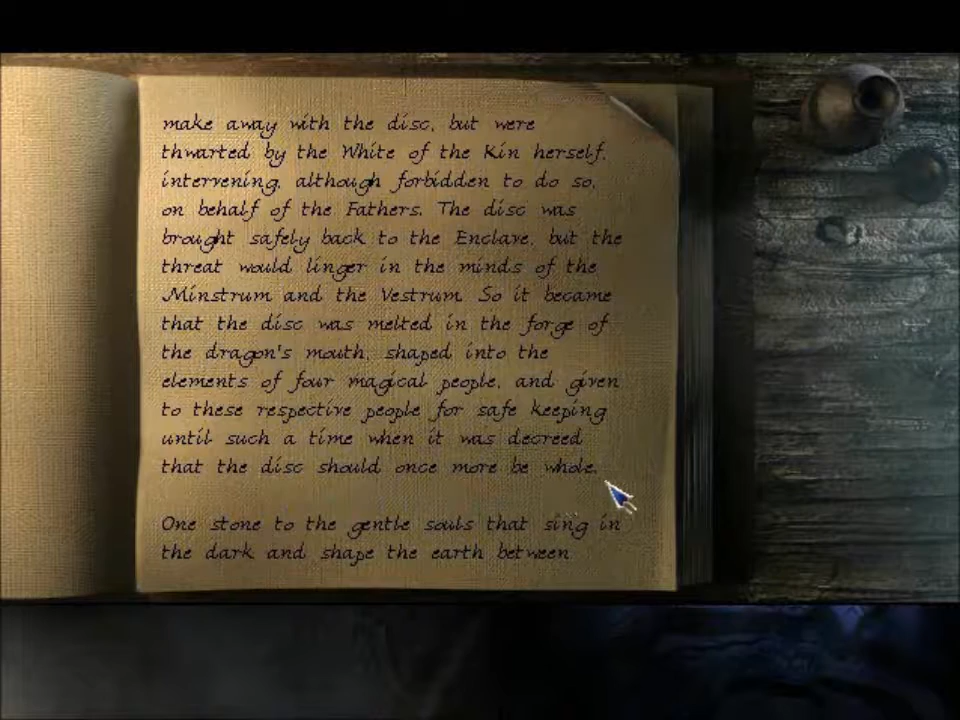 make away with the disc, but were
thwarted by the White of the Kin herself,
intervening, although forbidden to do so,
on behalf of the Fathers. The disc was
brought safely back to the Enclave, but the
threat would linger in the minds of the
Minstrum and the Vestrum. So it became
that the disc was melted in the forge of
the dragon's mouth, shaped into the
elements of four magical people, and given
to these respective people for safe keeping
until such a time when it was decreed
that the disc should once more be whole.
One stone to the gentle souls that sing in
the dark and shape the earth between